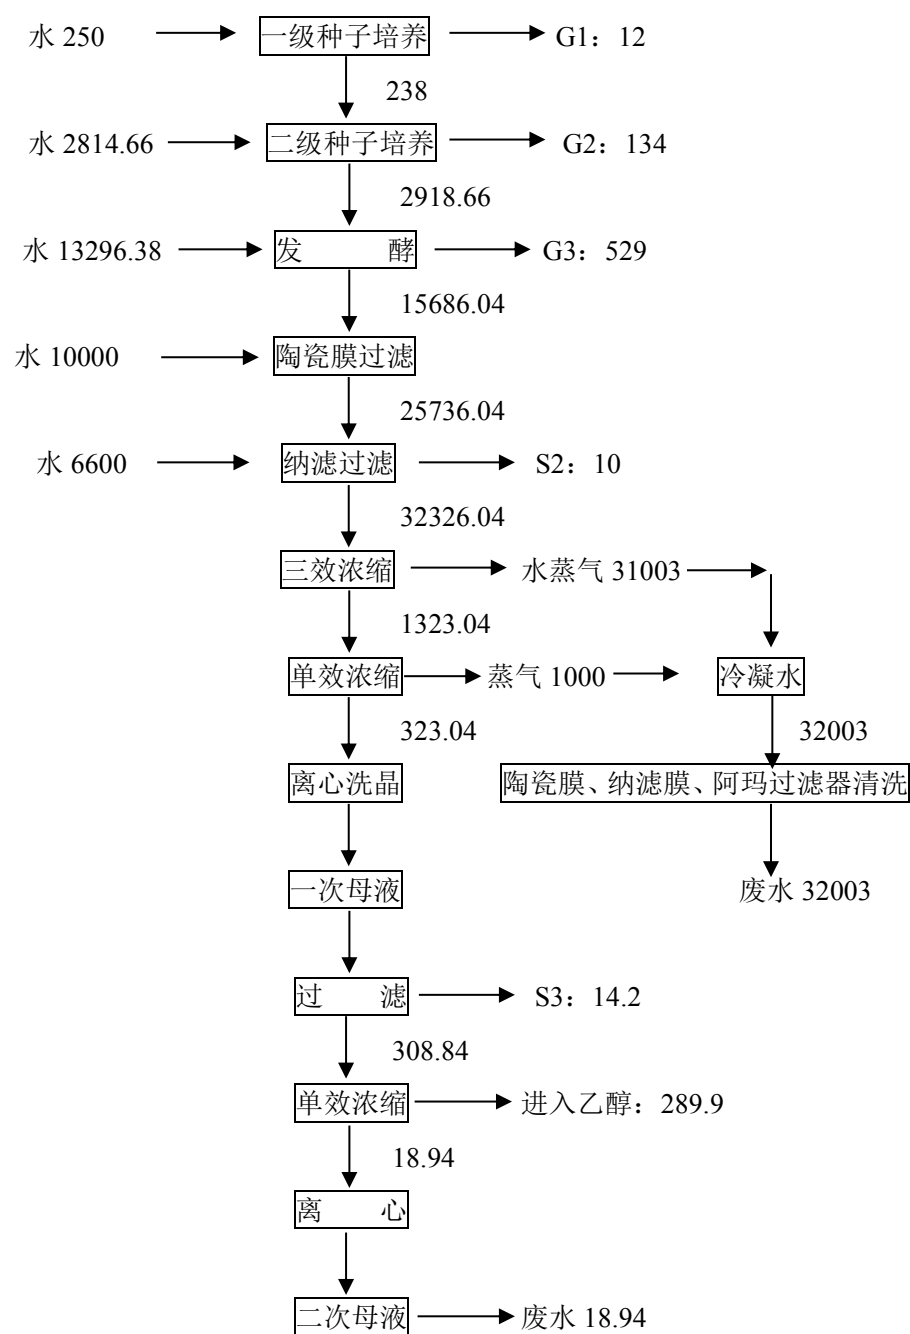 水 250 一级种子培养 G1：12
238
水 2814.66 二级种子培养 G2：134
2918.66
水 13296.38 发 酵 G3：529
15686.04
水 10000 陶瓷膜过滤
25736.04
水 6600 纳滤过滤 S2：10
32326.04
三效浓缩 水蒸气 31003
1323.04
单效浓缩 蒸气 1000 冷凝水
323.04 32003
离心洗晶 陶瓷膜、纳滤膜、阿玛过滤器清洗
一次母液 废水 32003
过 滤 S3：14.2
308.84
单效浓缩 进入乙醇：289.9
18.94
离 心
二次母液 废水 18.94